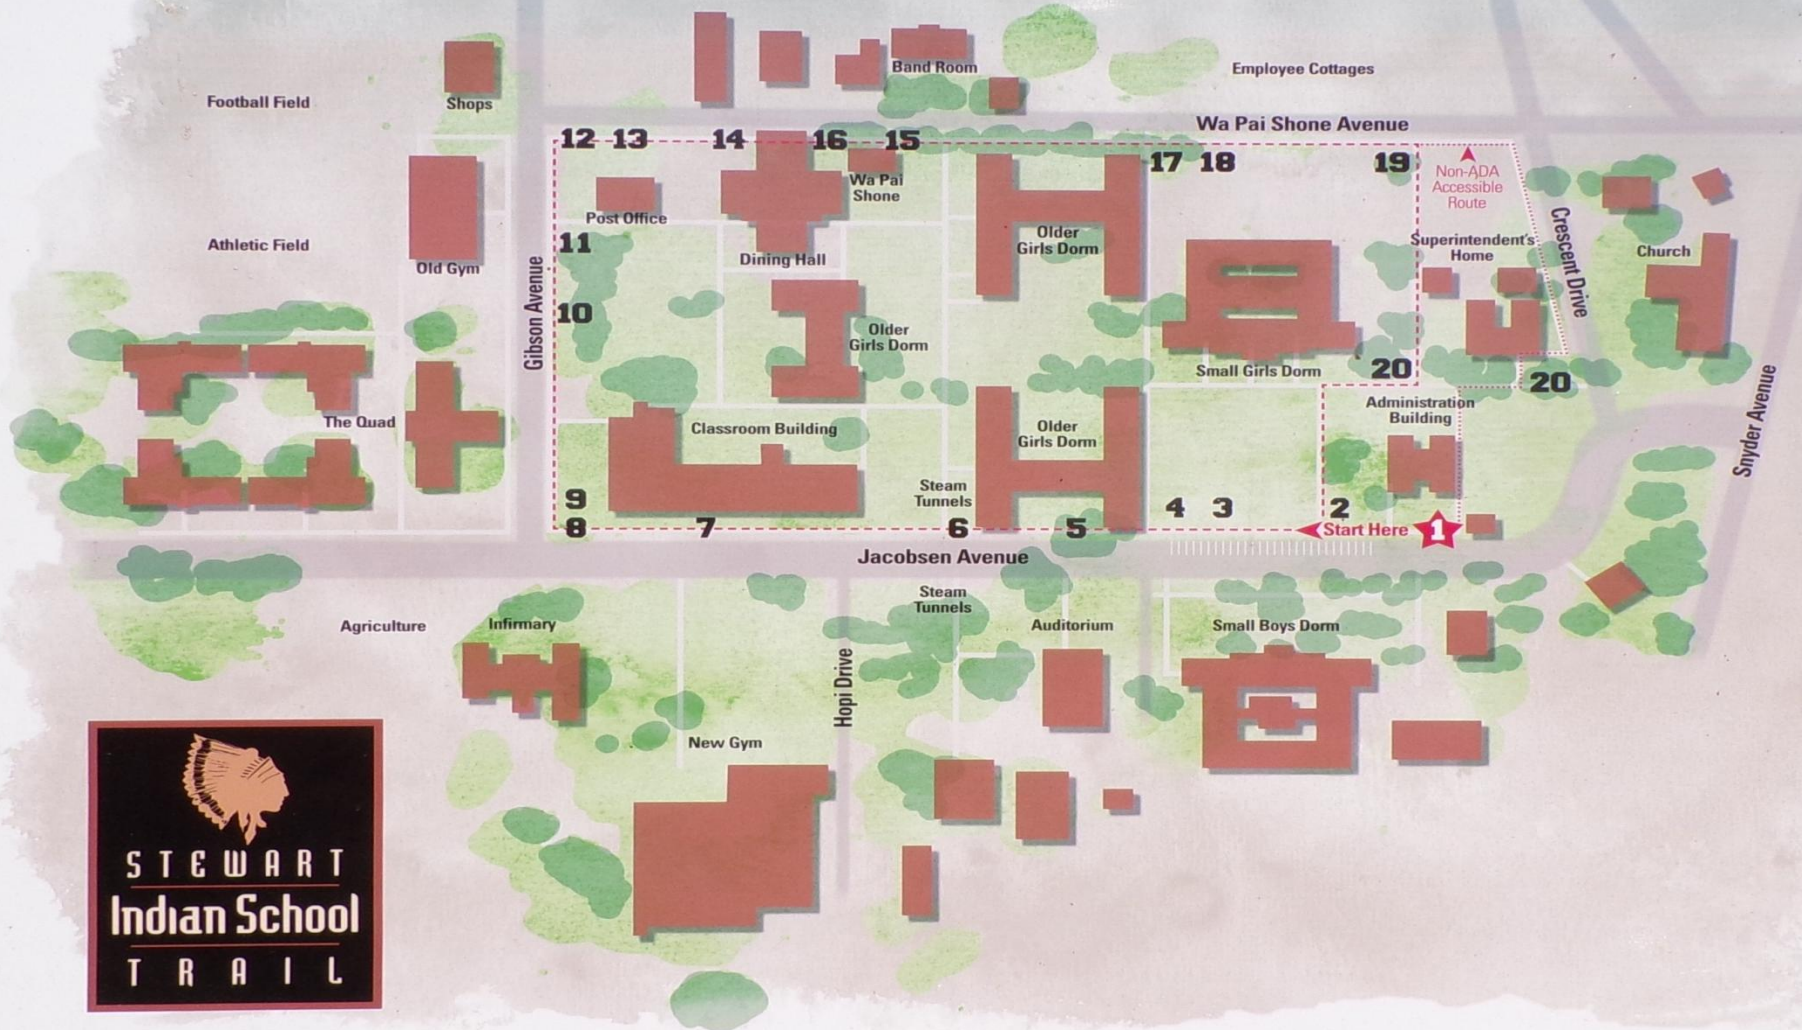 Band Room
Employee Cottages
Football Field
Shops
Wa Pai Shone Avenue
12
13
14
16
15
17
18
19
Non-ADA
Accessible
Route
Wa Pai
Shone
Post Office
Older
Girls Dorm
Crescent Drive
Superintendent's
Home
Church
Athletic Field
Old Gym
11
Dining Hall
Gibson Avenue
10
Older
Girls Dorm
Small Girls Dorm
20
20
Administration
Building
Snyder Avenue
The Quad
Classroom Building
Older
Girls Dorm
Steam
Tunnels
9
8
7
6
5
4
3
2
Start Here
1
Jacobsen Avenue
Steam
Tunnels
Agriculture
Infirmary
Auditorium
Small Boys Dorm
Hopi Drive
New Gym
STEWART
Indian School
TRAIL